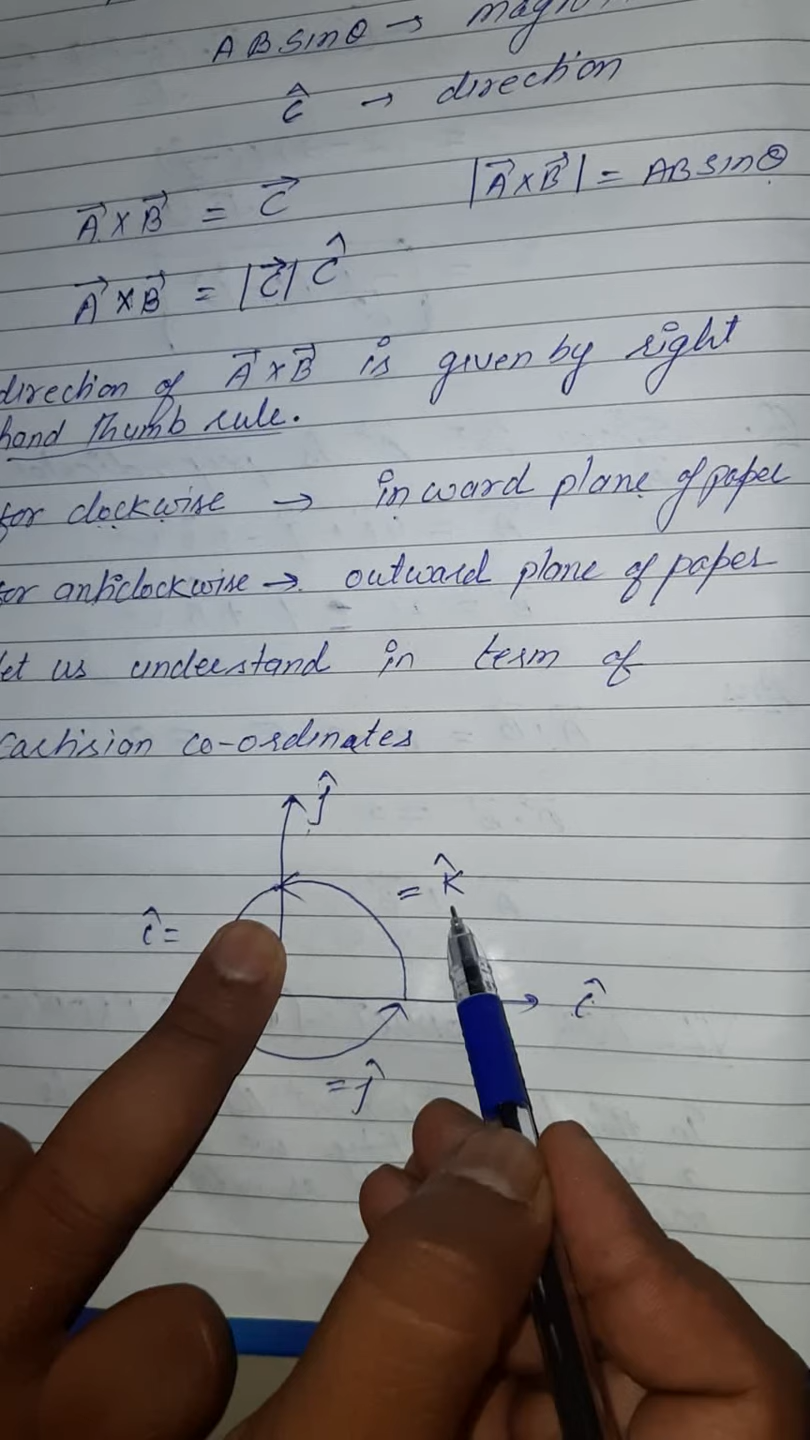 AB sinθ →
ĉ → direction
A⃗×B⃗ = C⃗
|A⃗×B⃗| = AB sinθ
A⃗×B⃗ = |C⃗| Ĉ
direction of A⃗×B⃗ is given by right
hand thumb rule.
for clockwise → inward plane of paper
for anticlockwise → outward plane of paper
let us understand in term of
Cartision co-ordinates
ĵ
= k̂
î =
î
= ĵ